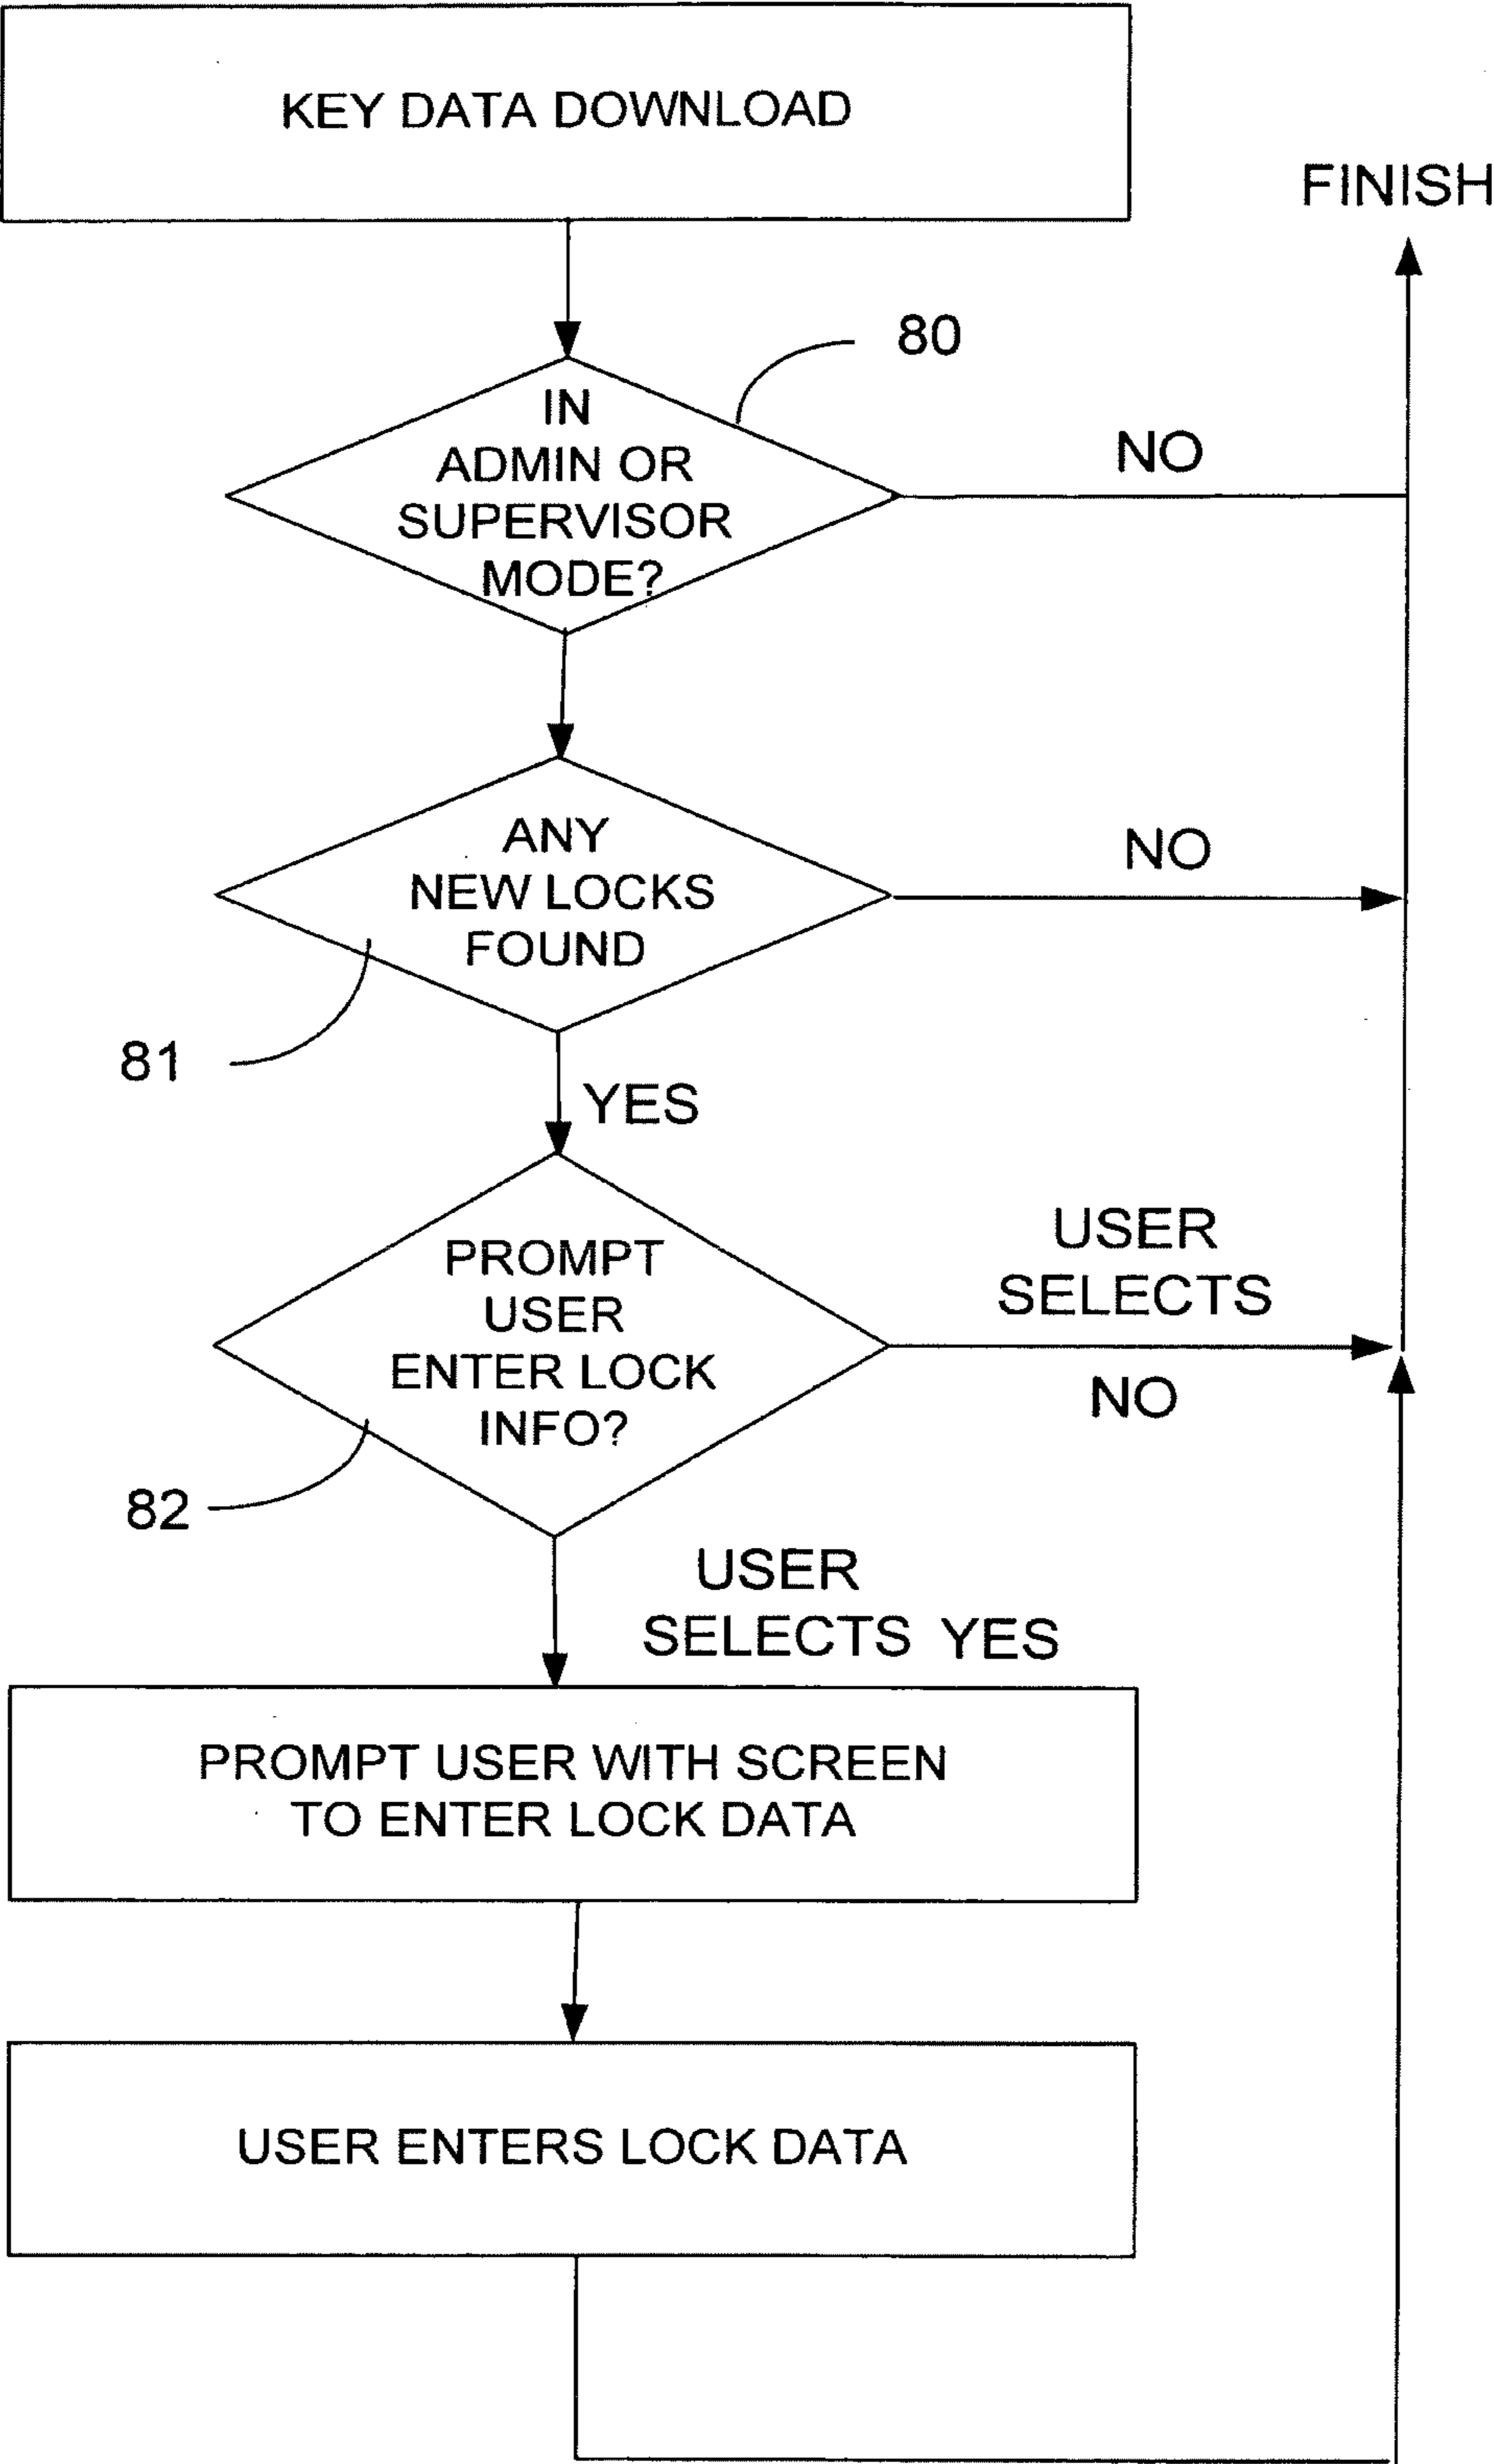 KEY DATA DOWNLOAD
FINISH
80
IN
ADMIN OR
SUPERVISOR
MODE?
NO
ANY
NEW LOCKS
FOUND
NO
81
YES
PROMPT
USER
ENTER LOCK
INFO?
USER
SELECTS
NO
82
USER
SELECTS YES
PROMPT USER WITH SCREEN
TO ENTER LOCK DATA
USER ENTERS LOCK DATA